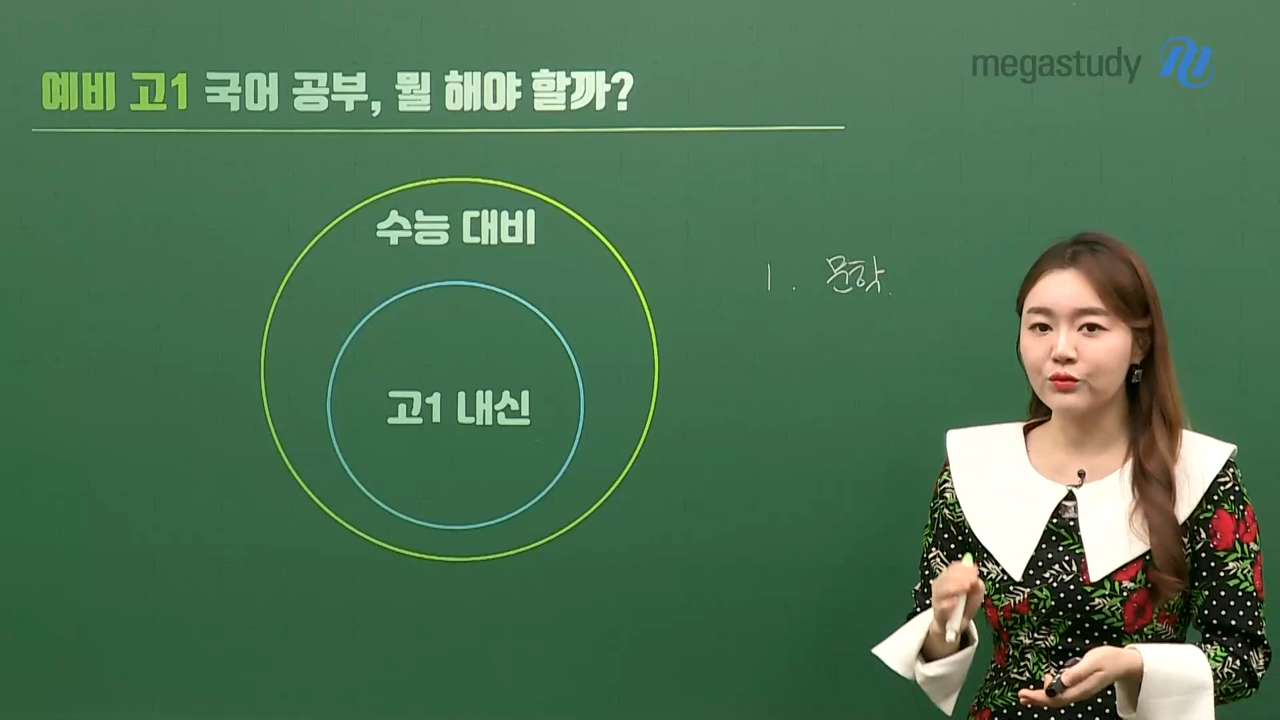 megastudy
예비 고1 국어 공부, 뭘 해야 할까?
수능 대비
고1 내신
1. 문학.